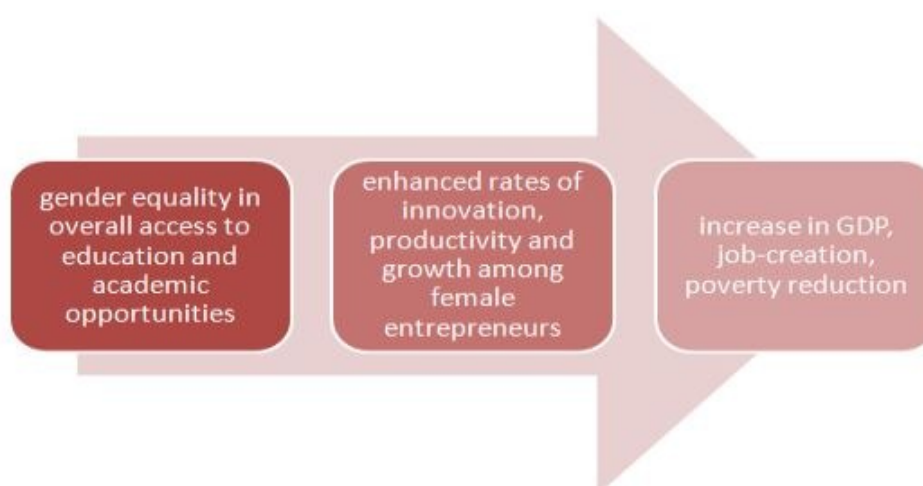 gender equality in
overall access to
education and
academic
opportunities
enhanced rates of
innovation,
productivity and
growth among
female
entrepreneurs
increase in GDP,
job-creation,
poverty reduction